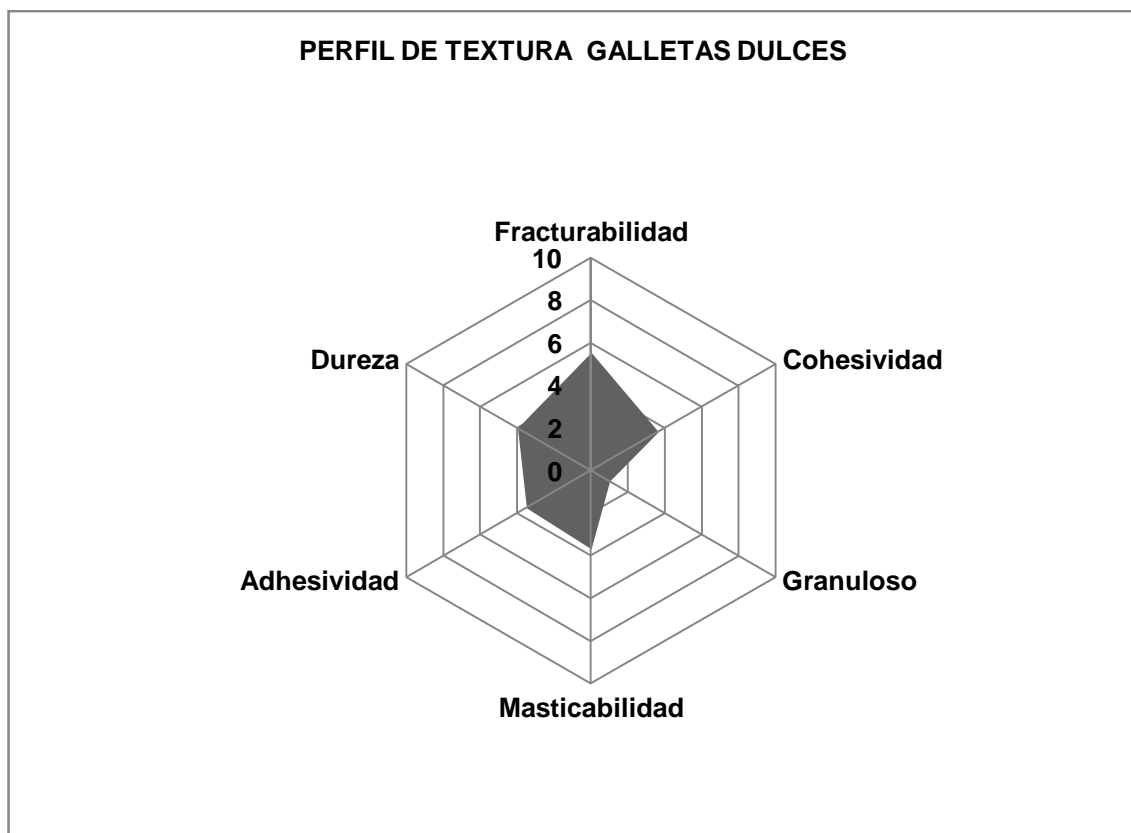 PERFIL DE TEXTURA  GALLETAS DULCES
Fracturabilidad
10
8
6
4
2
0
Dureza
Cohesividad
Adhesividad
Granuloso
Masticabilidad